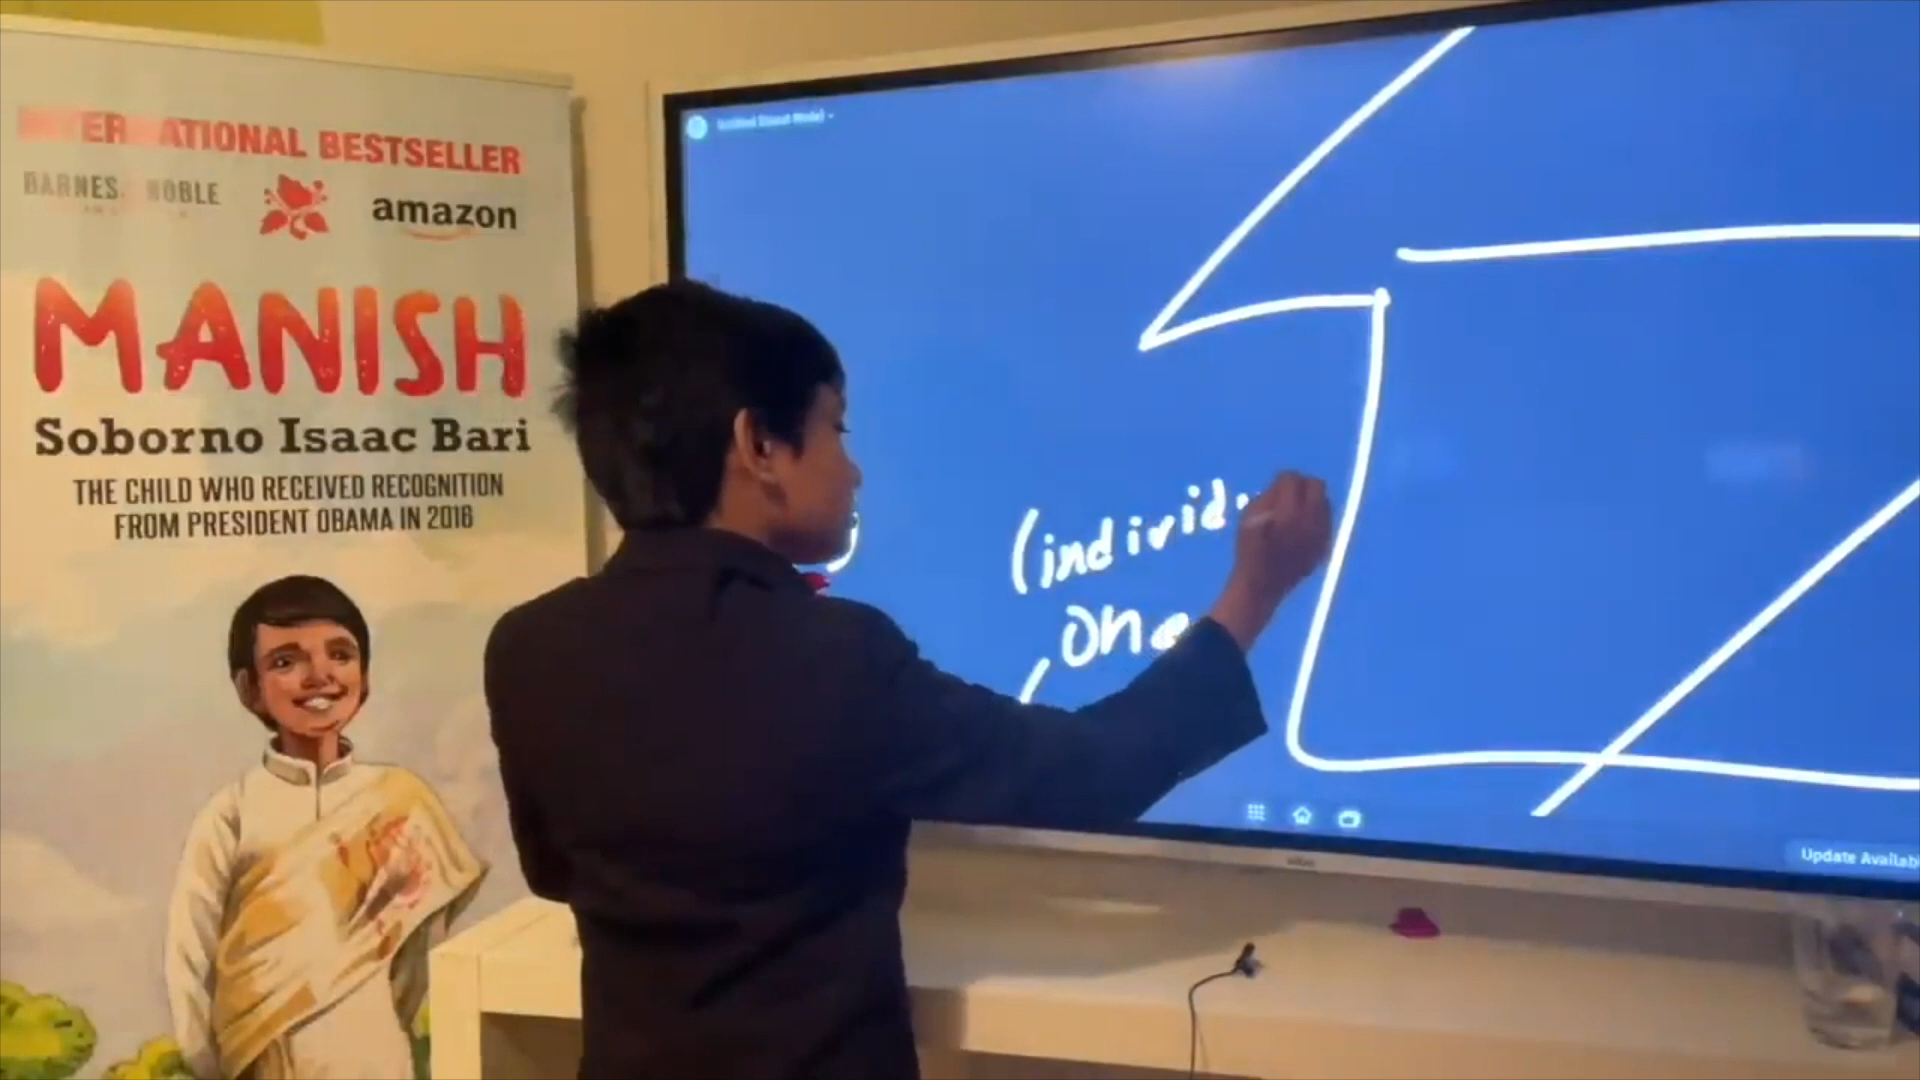 INTERNATIONAL BESTSELLER
BARNES & NOBLE
amazon
MANISH
Soborno Isaac Bari
THE CHILD WHO RECEIVED RECOGNITION
FROM PRESIDENT OBAMA IN 2016
(individu
one
Update Availab